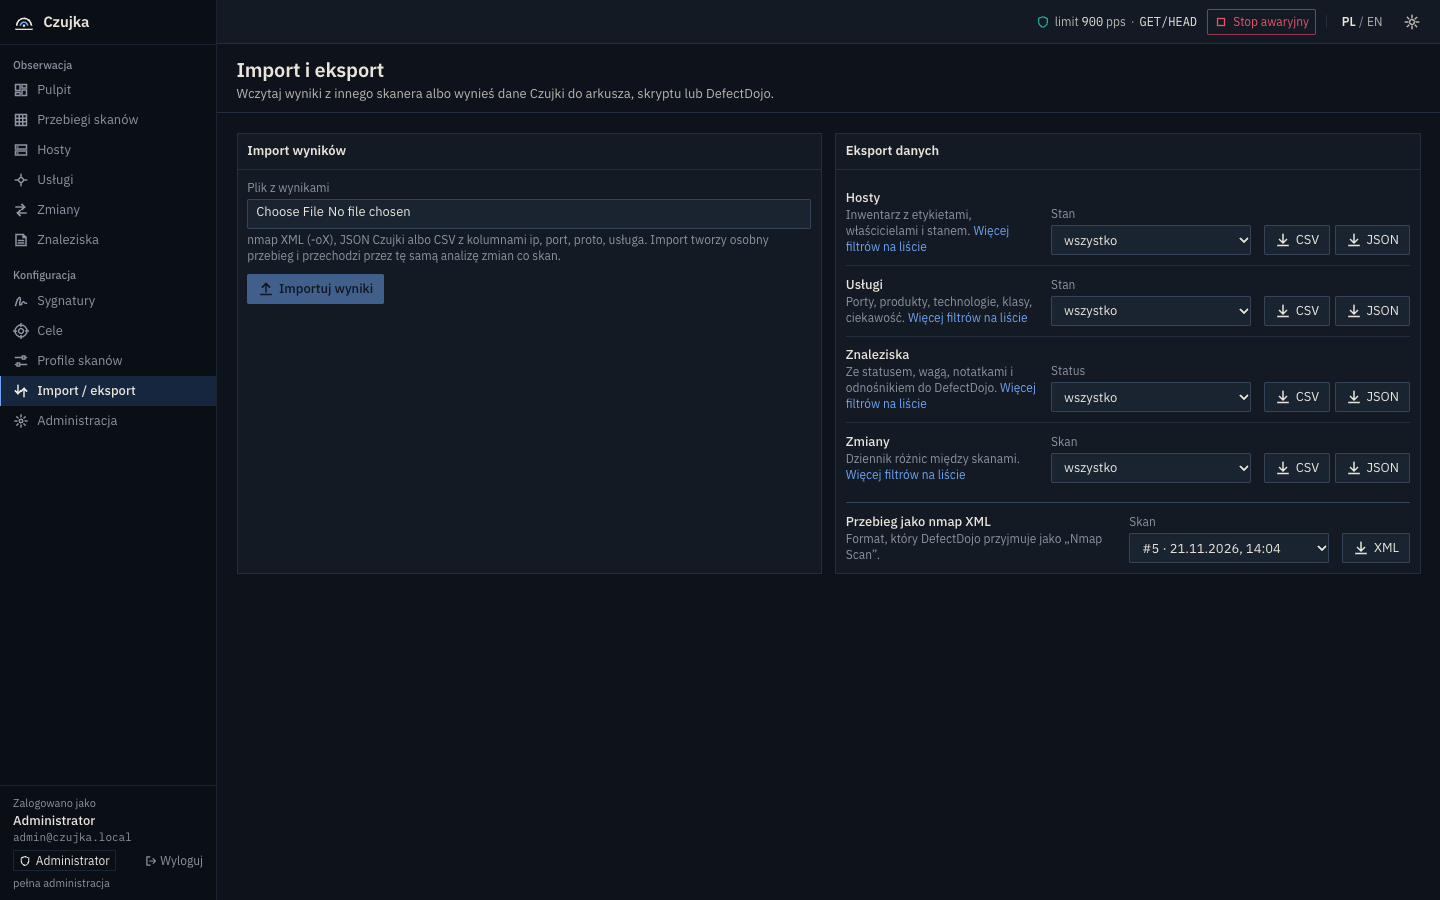 Czujka
limit 900 pps · GET/HEAD
Stop awaryjny
PL / EN
Obserwacja
Pulpit
Przebiegi skanów
Hosty
Usługi
Zmiany
Znaleziska
Konfiguracja
Sygnatury
Cele
Profile skanów
Import / eksport
Administracja
Zalogowano jako
Administrator
admin@czujka.local
Administrator
Wyloguj
pełna administracja
Import i eksport
Wczytaj wyniki z innego skanera albo wynieś dane Czujki do arkusza, skryptu lub DefectDojo.
Import wyników
Plik z wynikami
Choose File No file chosen
nmap XML (-oX), JSON Czujki albo CSV z kolumnami ip, port, proto, usługa. Import tworzy osobny
przebieg i przechodzi przez tę samą analizę zmian co skan.
Importuj wyniki
Eksport danych
Hosty
Inwentarz z etykietami,
właścicielami i stanem. Więcej
filtrów na liście
Stan
wszystko
CSV
JSON
Usługi
Porty, produkty, technologie, klasy,
ciekawość. Więcej filtrów na liście
Stan
wszystko
CSV
JSON
Znaleziska
Ze statusem, wagą, notatkami i
odnośnikiem do DefectDojo. Więcej
filtrów na liście
Status
wszystko
CSV
JSON
Zmiany
Dziennik różnic między skanami.
Więcej filtrów na liście
Skan
wszystko
CSV
JSON
Przebieg jako nmap XML
Format, który DefectDojo przyjmuje jako „Nmap
Scan”.
Skan
#5 · 21.11.2026, 14:04
XML